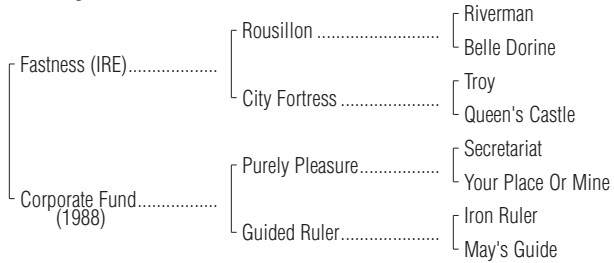 Riverman
Rousillon ..................
Belle Dorine
Fastness (IRE)..................
Troy
City Fortress ..................
Queen's Castle
Secretariat
Purely Pleasure................
Your Place Or Mine
Corporate Fund................
(1988)
Iron Ruler
Guided Ruler....................
May's Guide